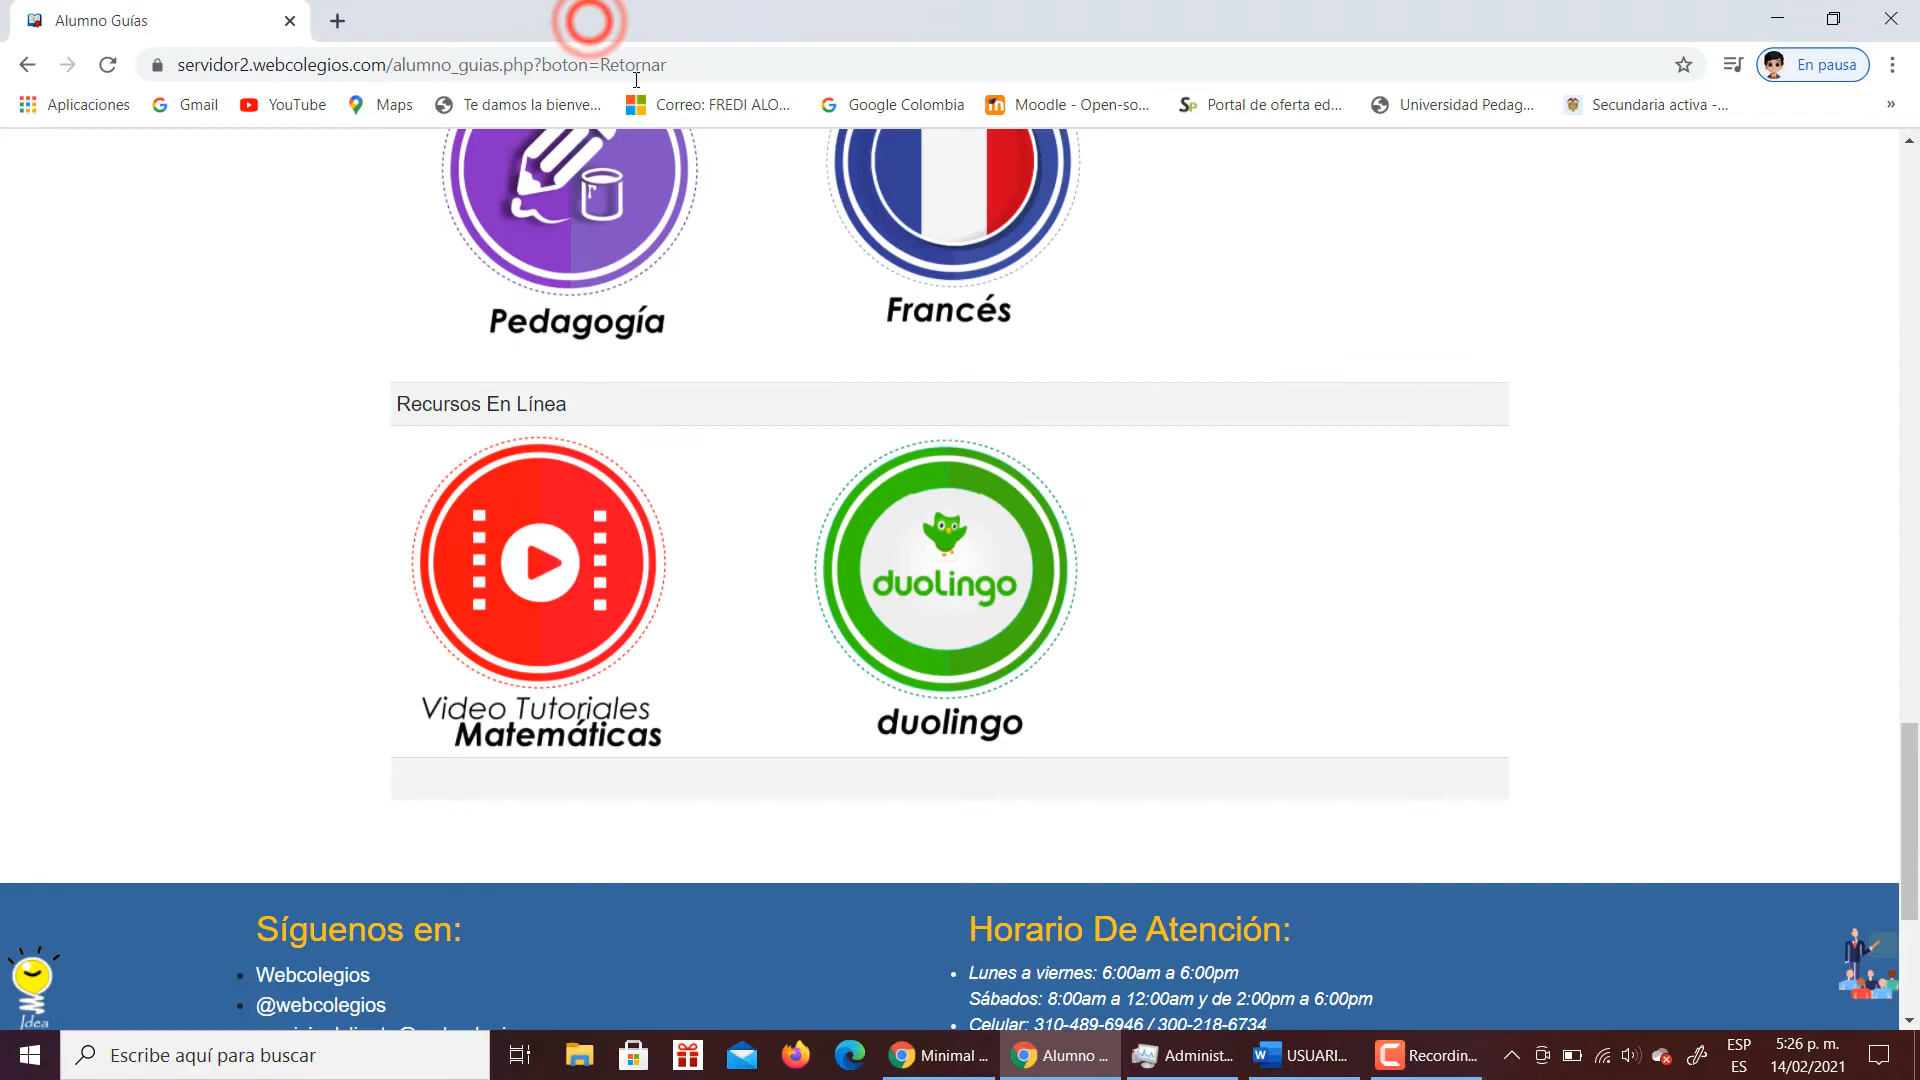 Alumno Guías
servidor2.webcolegios.com/alumno_guias.php?boton=Retornar
En pausa
Aplicaciones Gmail YouTube Maps Te damos la bienve... Correo: FREDI ALO... Google Colombia Moodle - Open-so... Portal de oferta ed... Universidad Pedag... Secundaria activa -... »
Pedagogía
Francés
Recursos En Línea
duolingo
Video Tutoriales
Matemáticas
duolingo
Síguenos en:
Webcolegios
@webcolegios
Horario De Atención:
Lunes a viernes: 6:00am a 6:00pm
Sábados: 8:00am a 12:00am y de 2:00pm a 6:00pm
Celular: 310-489-6946 / 300-218-6734
Idea
Escribe aquí para buscar
Minimal ...
Alumno ...
Administ...
USUARI...
Recordin...
ESP
ES
5:26 p. m.
14/02/2021